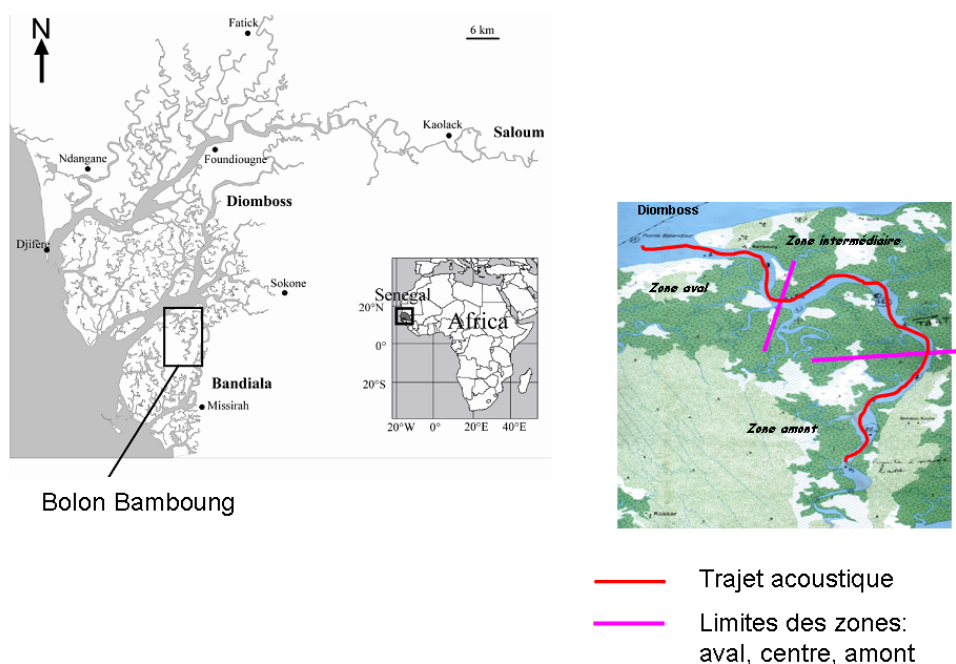 N
Fatick
6 km
Kaolack
Saloum
Ndangane
Foundiougne
Diomboss
Djifère
Sokone
Senegal
Africa
20°N
0°
20°S
20°W 0° 20°E 40°E
Bandiala
Missirah
Bolon Bamboung
Diomboss
Zone intermédiaire
Zone aval
Zone amont
Trajet acoustique
Limites des zones:
aval, centre, amont